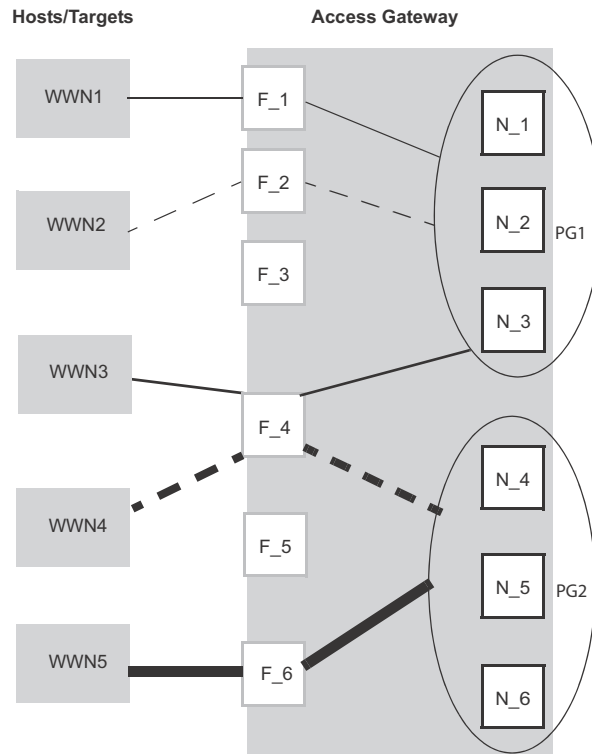 Hosts/Targets
Access Gateway
WWN1
F_1
N_1
WWN2
F_2
N_2
PG1
F_3
N_3
WWN3
F_4
N_4
WWN4
F_5
N_5
PG2
WWN5
F_6
N_6